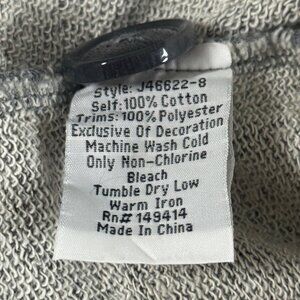 Style: J46622-8
Self:100% Cotton
Trims:100% Polyester
Exclusive Of Decoration
Machine Wash Cold
Only Non-Chlorine
Bleach
Tumble Dry Low
Warm Iron
Rn# 149414
Made In China